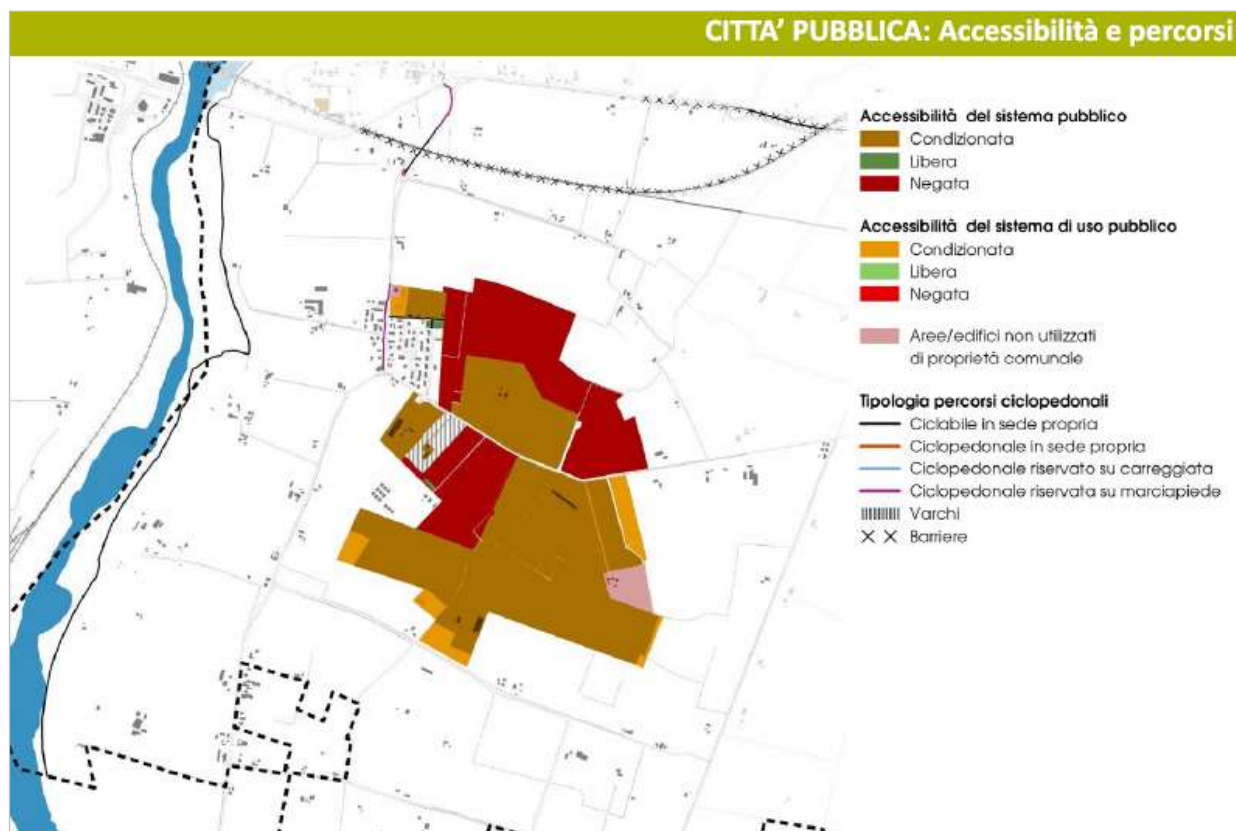 CITTA’ PUBBLICA: Accessibilità e percorsi
Accessibilità del sistema pubblico
Condizionata
Libera
Negata
Accessibilità del sistema di uso pubblico
Condizionata
Libera
Negata
Aree/edifici non utilizzati
di proprietà comunale
Tipologia percorsi ciclopedonali
Ciclabile in sede propria
Ciclopedonale in sede propria
Ciclopedonale riservato su carreggiata
Ciclopedonale riservata su marciapiede
Varchi
Barriere